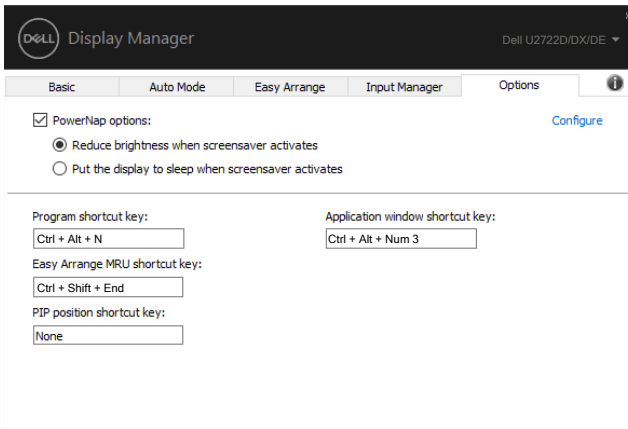 DELL Display Manager
Dell U2722D/DX/DE
Basic Auto Mode Easy Arrange Input Manager Options
PowerNap options: Configure
Reduce brightness when screensaver activates
Put the display to sleep when screensaver activates
Program shortcut key: Application window shortcut key:
Ctrl + Alt + N Ctrl + Alt + Num 3
Easy Arrange MRU shortcut key:
Ctrl + Shift + End
PIP position shortcut key:
None